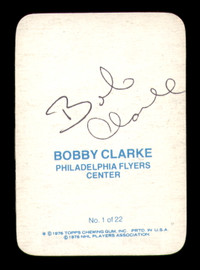 Bob
Clarke
BOBBY CLARKE
PHILADELPHIA FLYERS
CENTER
No. 1 of 22
© 1976 TOPPS CHEWING GUM, INC. PRTD. IN U.S.A.
© 1976 NHL PLAYERS ASSOCIATION.